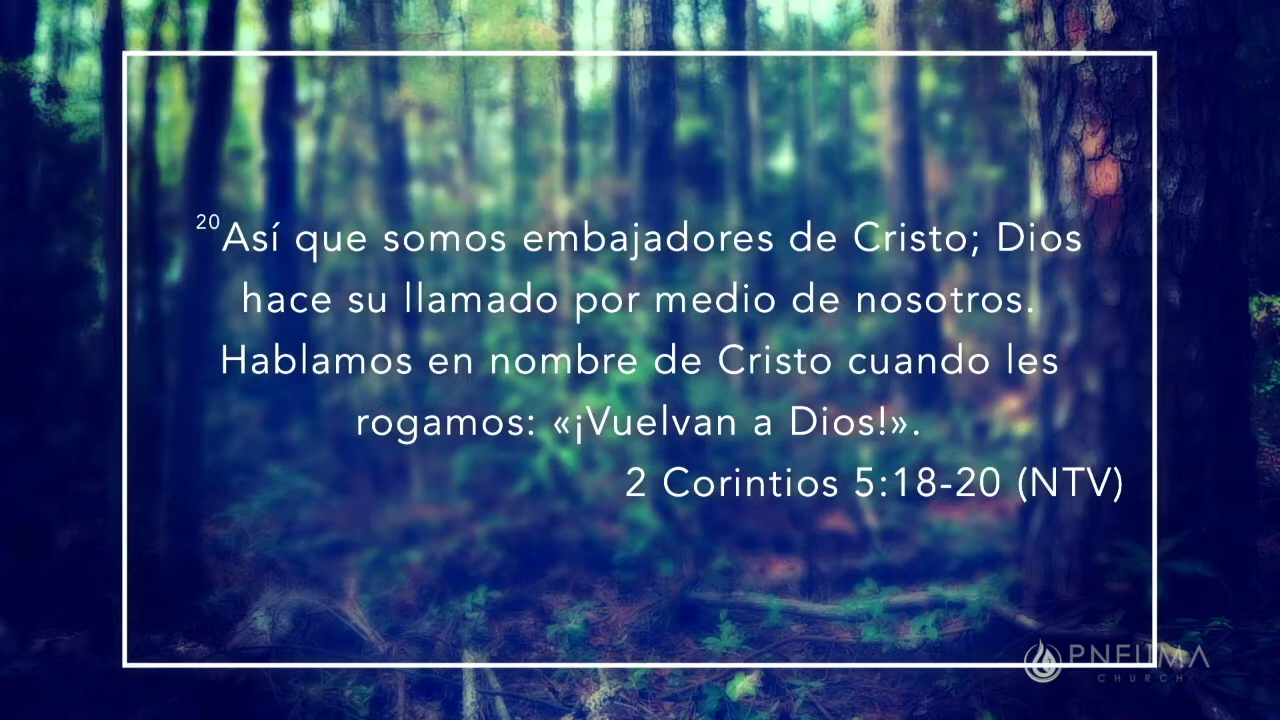 20Así que somos embajadores de Cristo; Dios
hace su llamado por medio de nosotros.
Hablamos en nombre de Cristo cuando les
rogamos: «¡Vuelvan a Dios!».
2 Corintios 5:18-20 (NTV)
PNEUMA
CHURCH